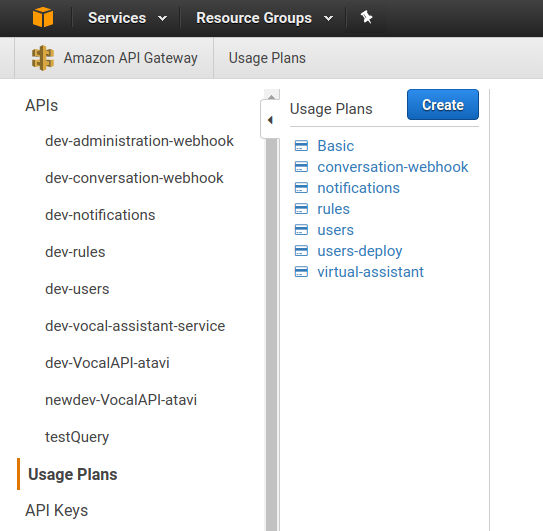 Services Resource Groups
Amazon API Gateway Usage Plans
APIs
dev-administration-webhook
dev-conversation-webhook
dev-notifications
dev-rules
dev-users
dev-vocal-assistant-service
dev-VocalAPI-atavi
newdev-VocalAPI-atavi
testQuery
Usage Plans
API Keys
Usage Plans Create
Basic
conversation-webhook
notifications
rules
users
users-deploy
virtual-assistant